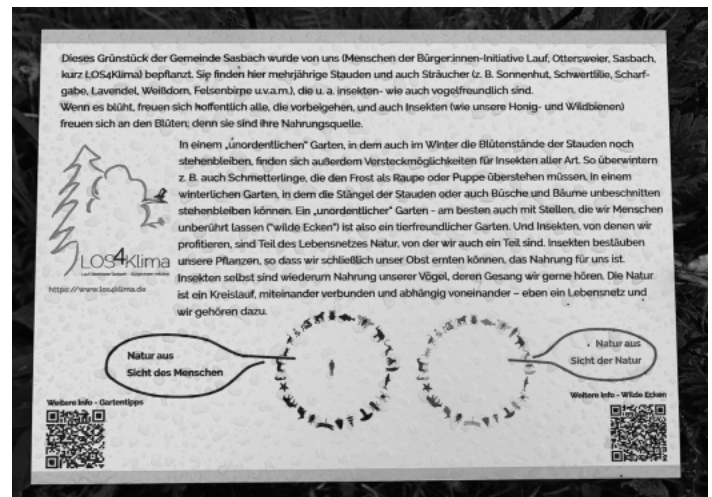 Dieses Grünstück der Gemeinde Sasbach wurde von uns (Menschen der Bürger:innen-Initiative Lauf, Ottersweier, Sasbach,
kurz LOS4Klima) bepflanzt. Sie finden hier mehrjährige Stauden und auch Sträucher (z. B. Sonnenhut, Schwertlilie, Scharf-
gabe, Lavendel, Weißdorn, Felsenbirne u.v.a.m.), die u. a. insekten- wie auch vogelfreundlich sind.
Wenn es blüht, freuen sich hoffentlich alle, die vorbeigehen, und auch Insekten (wie unsere Honig- und Wildbienen)
freuen sich an den Blüten, denn sie sind ihre Nahrungsquelle.
In einem „unordentlichen" Garten, in dem auch im Winter die Blütenstände der Stauden noch
stehenbleiben, finden sich außerdem Versteckmöglichkeiten für Insekten aller Art. So überwintern
z. B. auch Schmetterlinge, die den Frost als Raupe oder Puppe überstehen müssen, in einem
winterlichen Garten, in dem die Stängel der Stauden oder auch Büsche und Bäume unbeschnitten
stehenbleiben können. Ein „unordentlicher" Garten - am besten auch mit Stellen, die wir Menschen
unberührt lassen ("wilde Ecken") ist also ein tierfreundlicher Garten. Und Insekten, von denen wir
profitieren, sind Teil des Lebensnetzes Natur, von der wir auch ein Teil sind. Insekten bestäuben
unsere Pflanzen, so dass wir schließlich unser Obst ernten können, das Nahrung für uns ist.
Insekten selbst sind wiederum Nahrung unserer Vögel, deren Gesang wir gerne hören. Die Natur
ist ein Kreislauf, miteinander verbunden und abhängig voneinander – eben ein Lebensnetz und
wir gehören dazu.
LOS4Klima
https://www.los4klima.de
Natur aus
Sicht des Menschen
Natur aus
Sicht der Natur
Weitere Info - Gartentipps
Weitere Info - Wilde Ecken